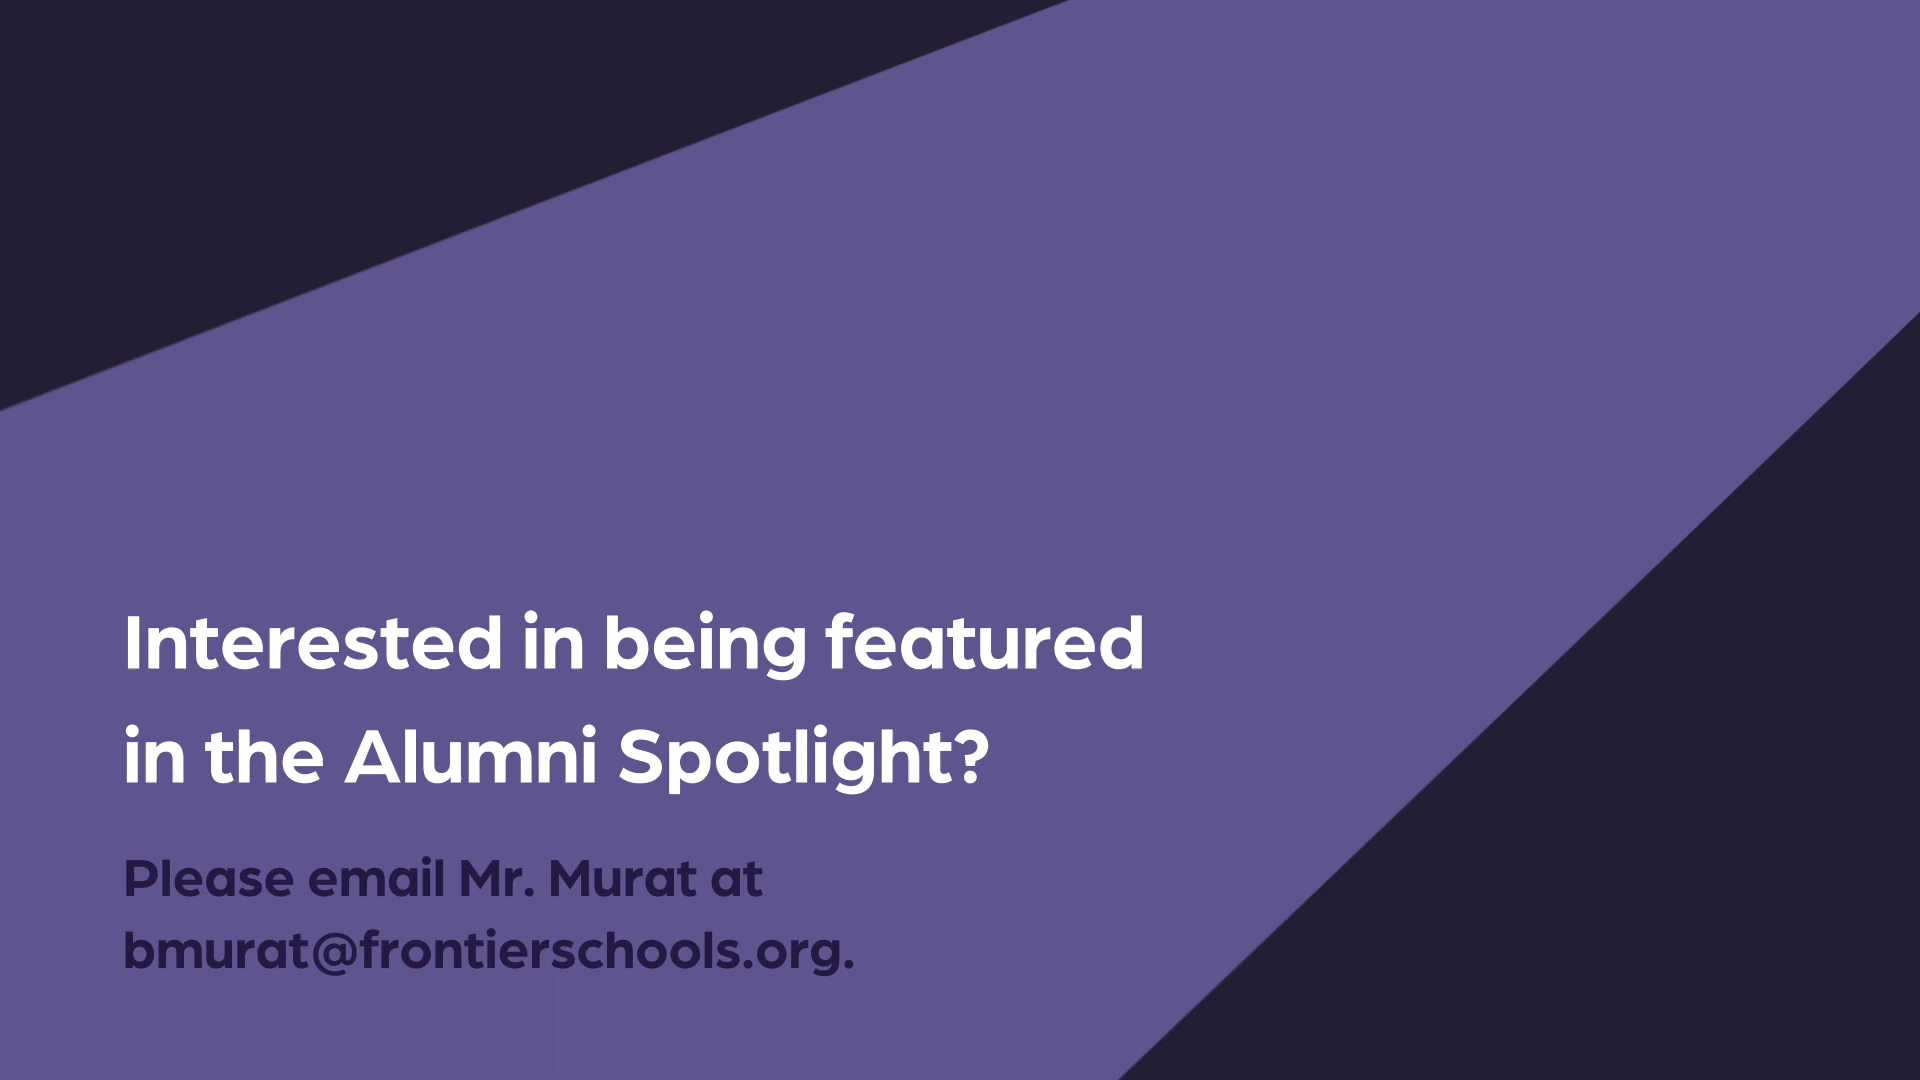 Interested in being featured
in the Alumni Spotlight?
Please email Mr. Murat at
bmurat@frontierschools.org.